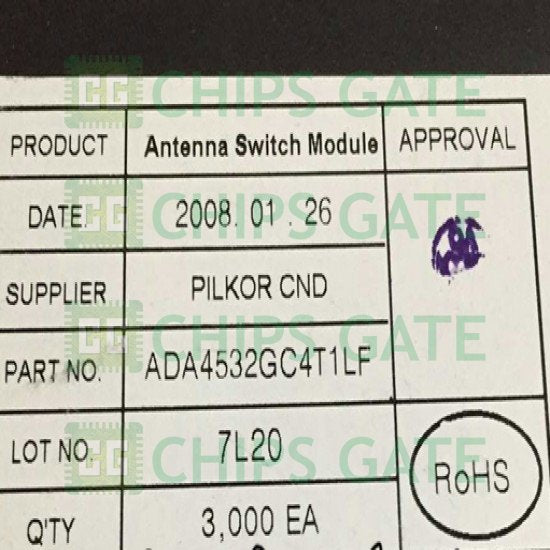 CHIPS GATE
PRODUCT Antenna Switch Module APPROVAL
DATE 2008.01.26
CHIPS GATE
SUPPLIER PILKOR CND
CHIPS GATE
PART NO. ADA4532GC4T1LF
LOT NO. 7L20
CHIPS GATE
RoHS
Q'TY 3,000 EA